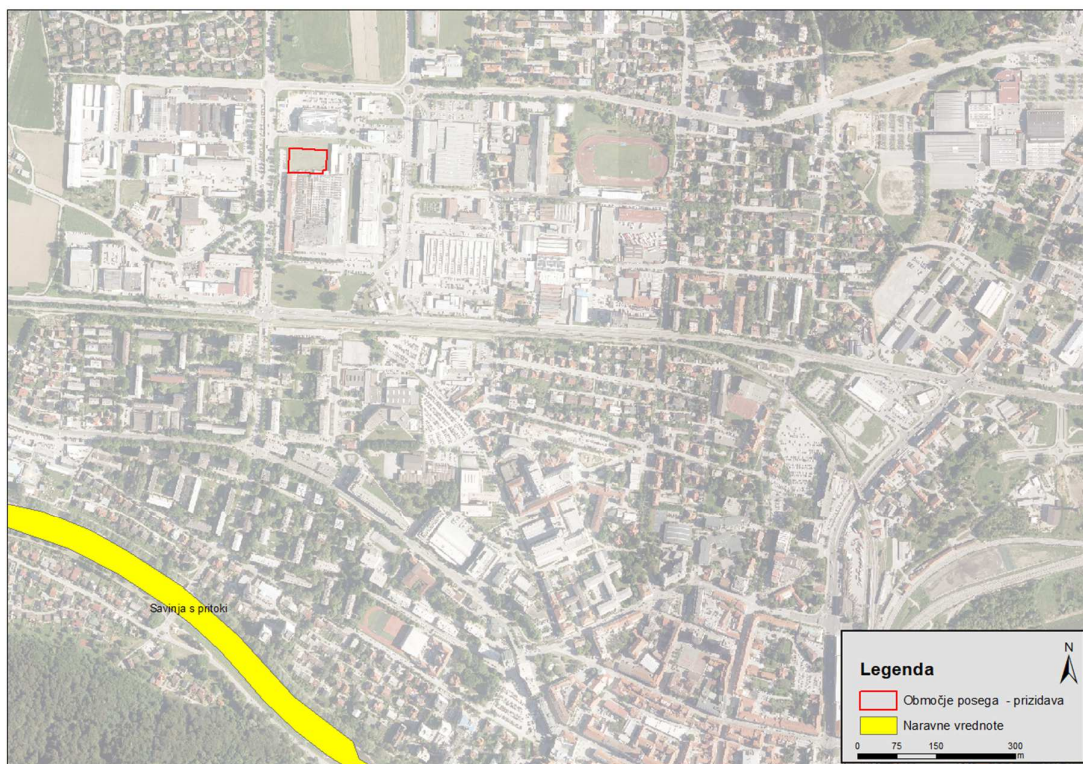 Savinja s pritoki
N
Legenda
Območje posega - prizidava
Naravne vrednote
0 75 150 300
m